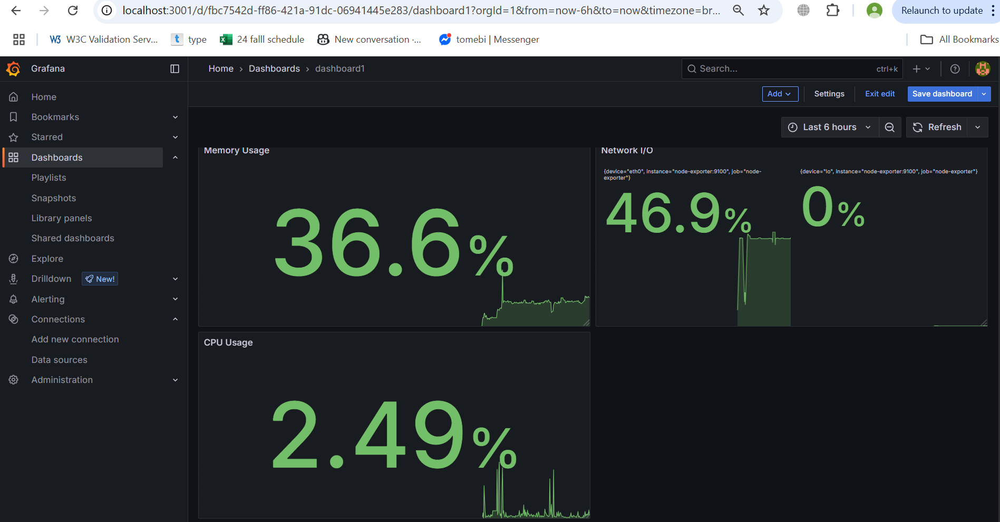 localhost:3001/d/fbc7542d-ff86-421a-91dc-06941445e283/dashboard1?orgId=1&from=now-6h&to=now&timezone=br...
Relaunch to update
W3C Validation Serv...
type
24 falll schedule
New conversation ·...
tomebi | Messenger
All Bookmarks
Grafana
Home › Dashboards › dashboard1
Search...
ctrl+k
Add
Settings
Exit edit
Save dashboard
Last 6 hours
Refresh
Home
Bookmarks
Starred
Dashboards
Playlists
Snapshots
Library panels
Shared dashboards
Explore
Drilldown
New!
Alerting
Connections
Add new connection
Data sources
Administration
Memory Usage
36.6%
Network I/O
{device="eth0", instance="node-exporter:9100", job="node-
exporter"}
46.9%
{device="lo", instance="node-exporter:9100", job="node-exporter"}
0%
CPU Usage
2.49%